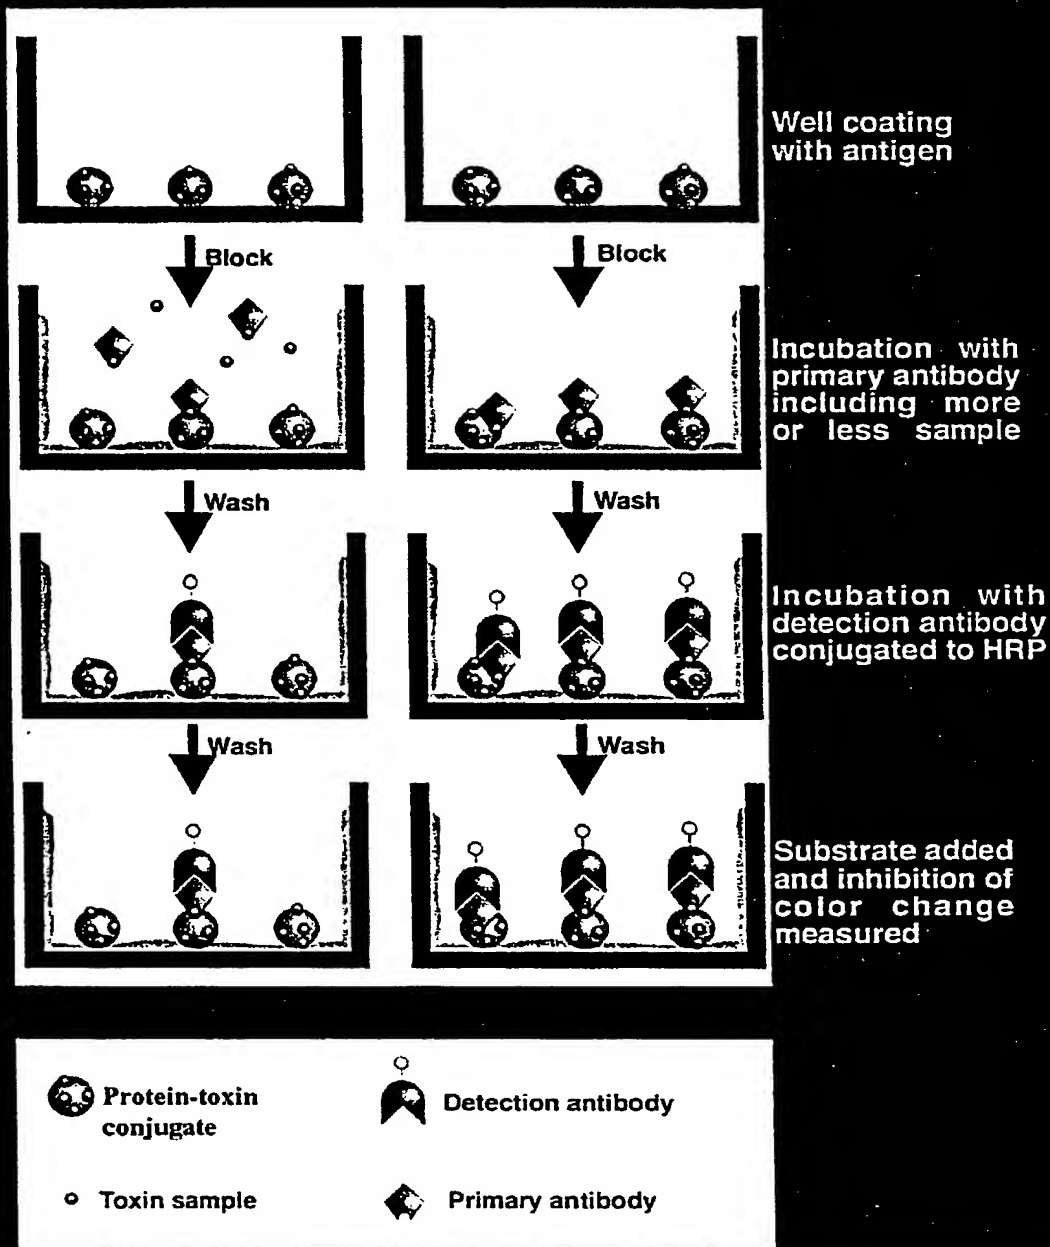 Well coating
with antigen
Block
Block
Incubation with
primary antibody
including more
or less sample
Wash
Wash
Incubation with
detection antibody
conjugated to HRP
Wash
Wash
Substrate added
and inhibition of
color change
measured
Protein-toxin
conjugate
Detection antibody
Toxin sample
Primary antibody